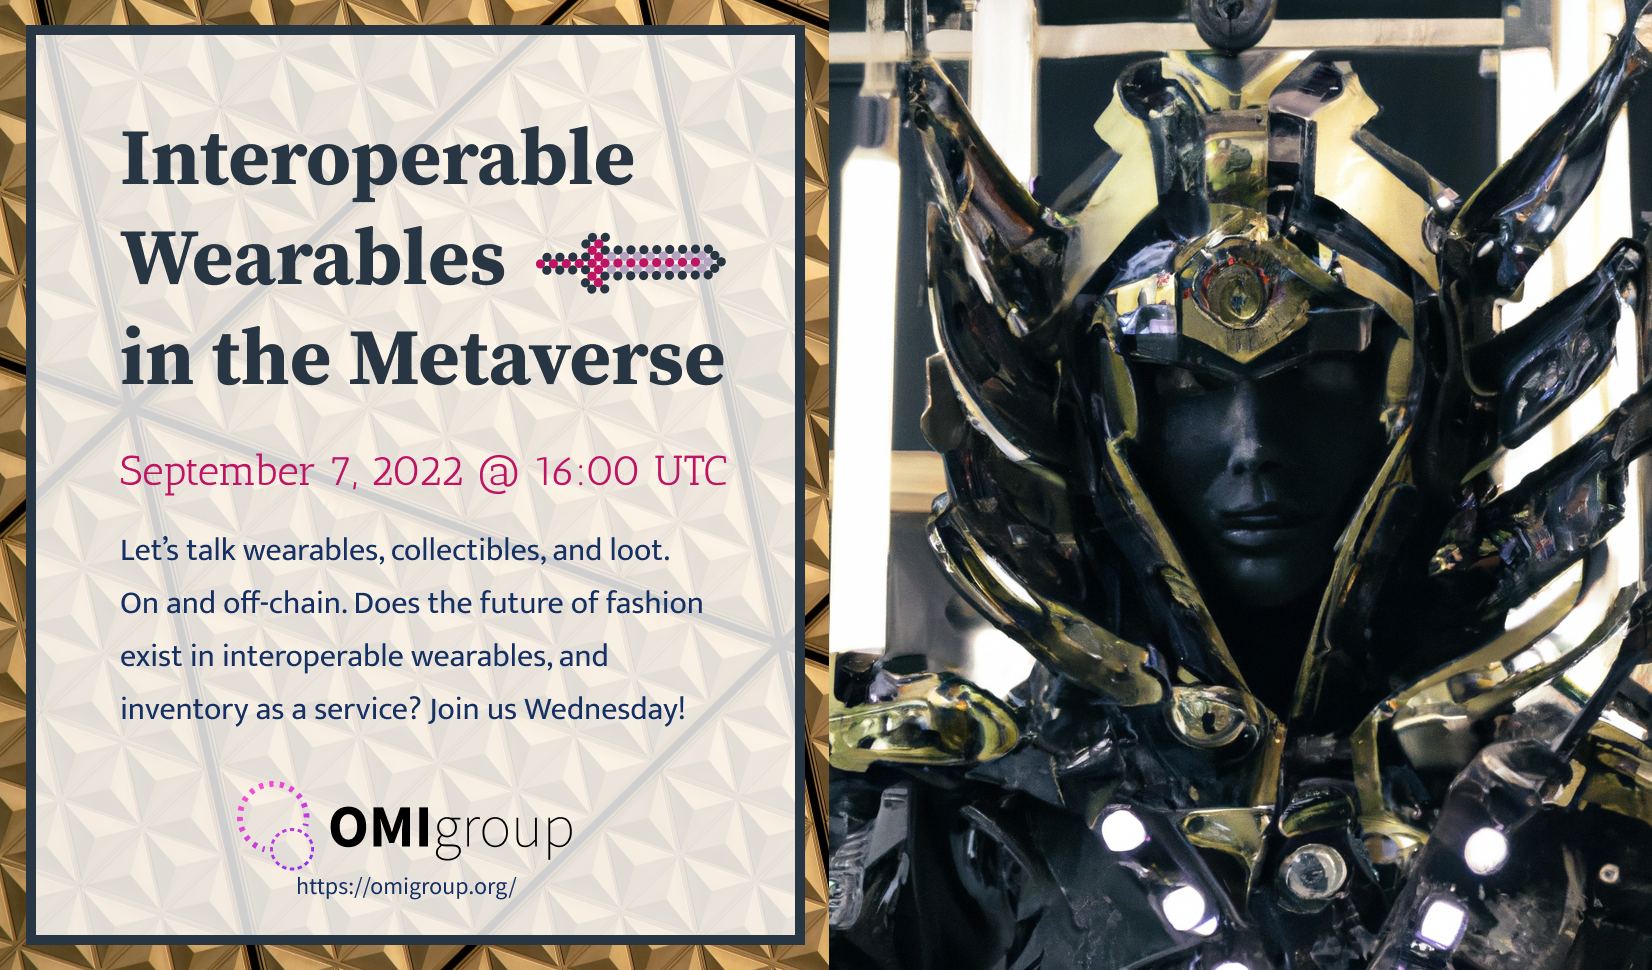 Interoperable
Wearables
in the Metaverse
September 7, 2022 @ 16:00 UTC
Let’s talk wearables, collectibles, and loot.
On and off-chain. Does the future of fashion
exist in interoperable wearables, and
inventory as a service? Join us Wednesday!
OMIgroup
https://omigroup.org/